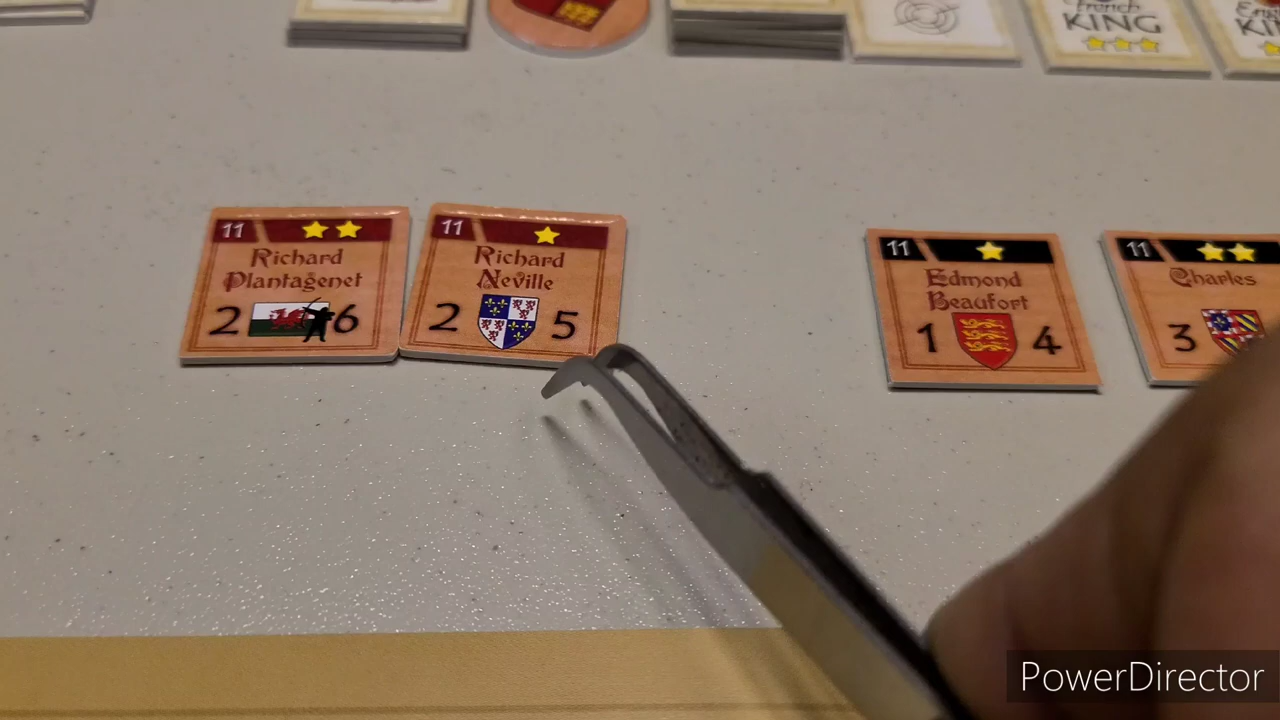 French
KING
11
Richard
Plantagenet
2 6
11
Richard
Neville
2 5
11
Edmond
Beaufort
1 4
11
Charles
3
PowerDirector